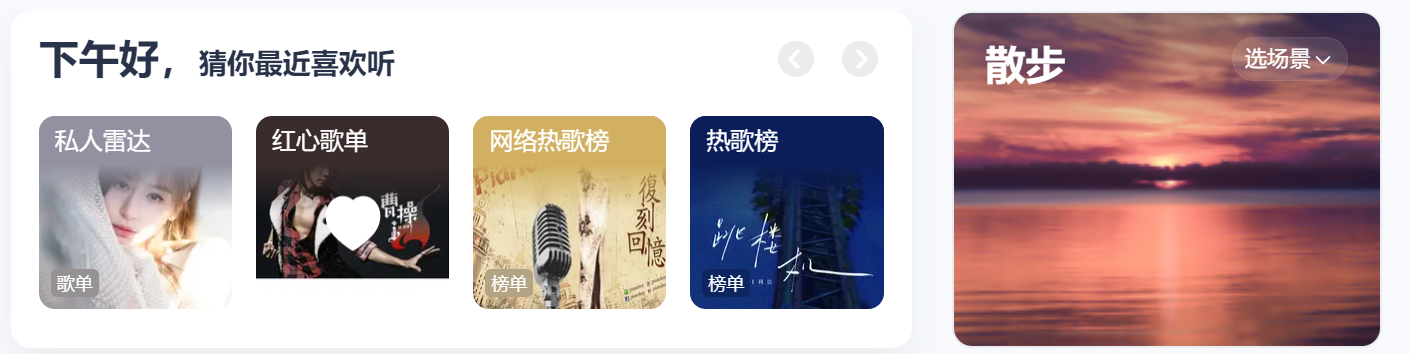 下午好，猜你最近喜欢听
散步
选场景
私人雷达
歌单
红心歌单
曹操
网络热歌榜
Piano
復刻回憶
榜单
热歌榜
跳楼机
榜单